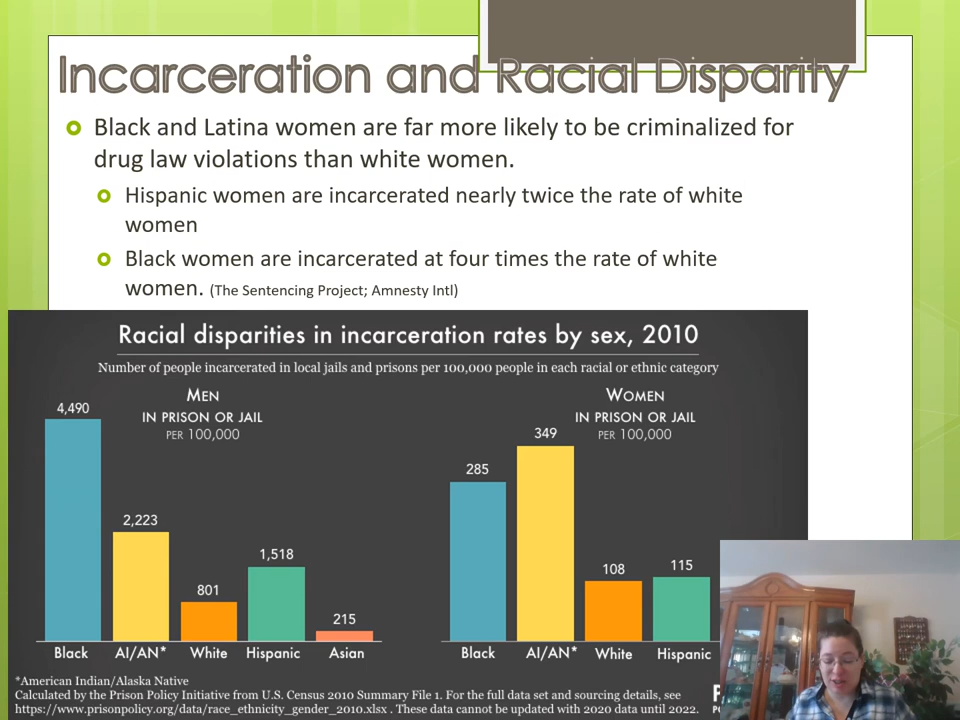 Incarceration and Racial Disparity
Black and Latina women are far more likely to be criminalized for
drug law violations than white women.
Hispanic women are incarcerated nearly twice the rate of white
women
Black women are incarcerated at four times the rate of white
women. (The Sentencing Project; Amnesty Intl)
Racial disparities in incarceration rates by sex, 2010
Number of people incarcerated in local jails and prisons per 100,000 people in each racial or ethnic category
MEN
IN PRISON OR JAIL
PER 100,000
4,490
2,223
801
1,518
215
Black AI/AN* White Hispanic Asian
WOMEN
IN PRISON OR JAIL
PER 100,000
285
349
108
115
Black AI/AN* White Hispanic
*American Indian/Alaska Native
Calculated by the Prison Policy Initiative from U.S. Census 2010 Summary File 1. For the full data set and sourcing details, see
https://www.prisonpolicy.org/data/race_ethnicity_gender_2010.xlsx . These data cannot be updated with 2020 data until 2022.